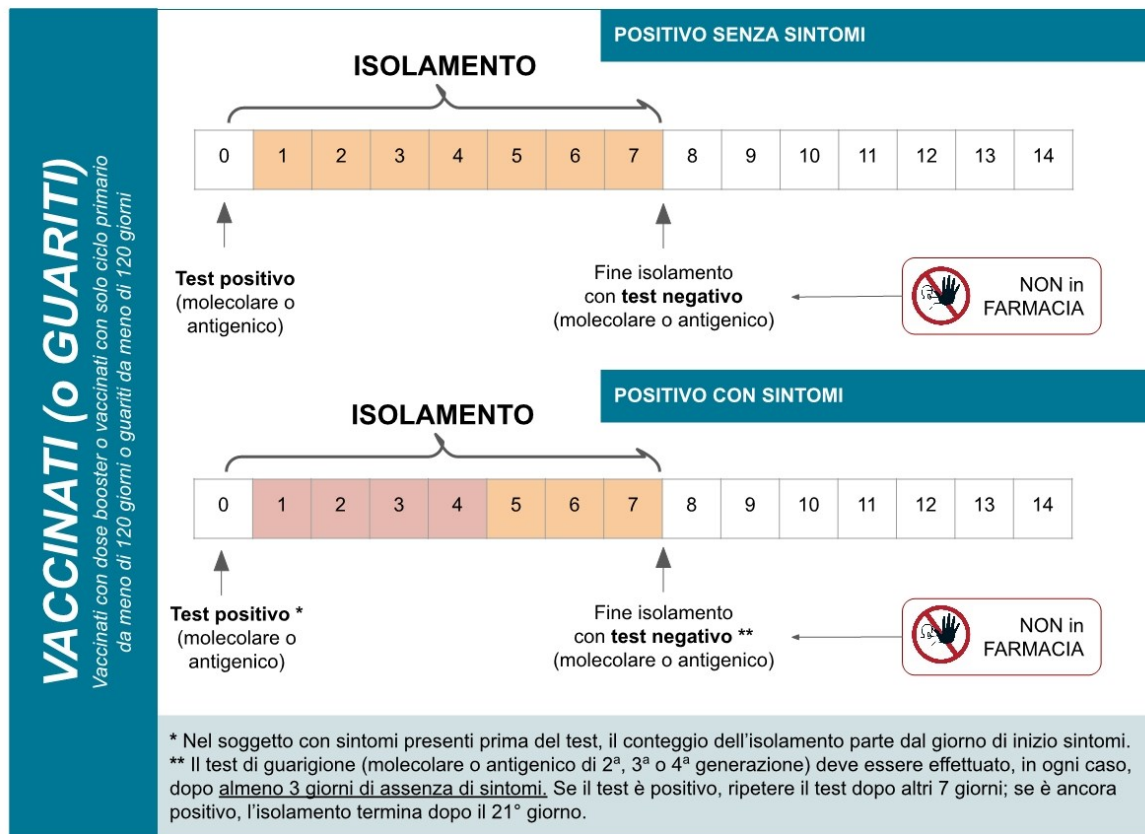 VACCINATI (o GUARITI)
Vaccinati con dose booster o vaccinati con solo ciclo primario
da meno di 120 giorni o guariti da meno di 120 giorni
POSITIVO SENZA SINTOMI
ISOLAMENTO
0 1 2 3 4 5 6 7 8 9 10 11 12 13 14
Test positivo
(molecolare o
antigenico)
Fine isolamento
con test negativo
(molecolare o antigenico)
NON in
FARMACIA
POSITIVO CON SINTOMI
ISOLAMENTO
0 1 2 3 4 5 6 7 8 9 10 11 12 13 14
Test positivo *
(molecolare o
antigenico)
Fine isolamento
con test negativo **
(molecolare o antigenico)
NON in
FARMACIA
* Nel soggetto con sintomi presenti prima del test, il conteggio dell'isolamento parte dal giorno di inizio sintomi.
** Il test di guarigione (molecolare o antigenico di 2ª, 3ª o 4ª generazione) deve essere effettuato, in ogni caso,
dopo almeno 3 giorni di assenza di sintomi. Se il test è positivo, ripetere il test dopo altri 7 giorni; se è ancora
positivo, l'isolamento termina dopo il 21° giorno.